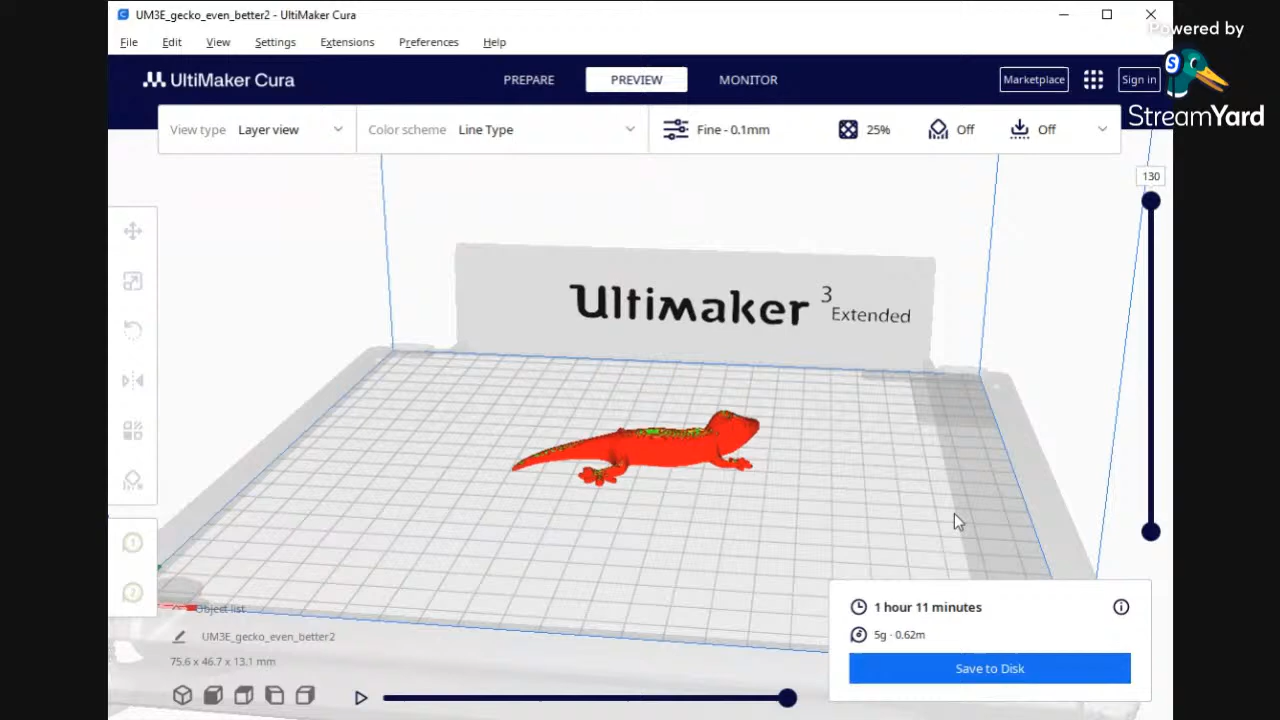 UM3E_gecko_even_better2 - UltiMaker Cura
Powered by
File Edit View Settings Extensions Preferences Help
UltiMaker Cura PREPARE PREVIEW MONITOR Marketplace Sign in
S
StreamYard
View type Layer view Color scheme Line Type Fine - 0.1mm 25% Off Off
130
Ultimaker 3 Extended
1
2
Object list
UM3E_gecko_even_better2
75.6 x 46.7 x 13.1 mm
1 hour 11 minutes
5g · 0.62m
Save to Disk